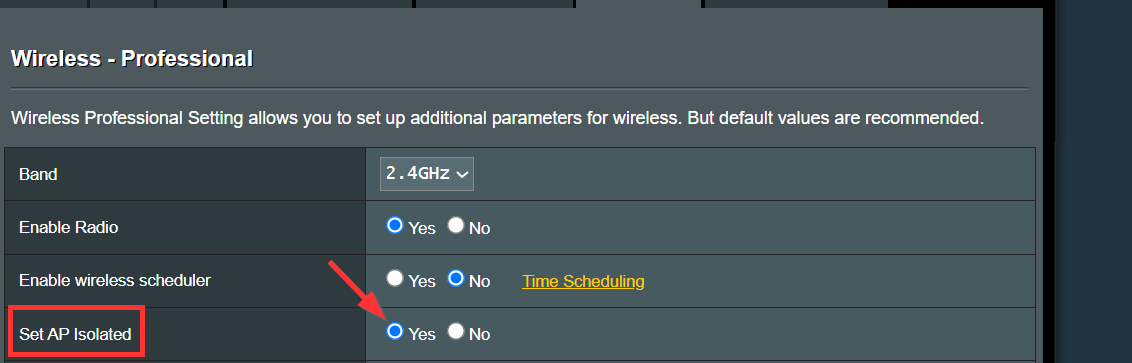 Wireless - Professional
Wireless Professional Setting allows you to set up additional parameters for wireless. But default values are recommended.
Band 2.4GHz
Enable Radio Yes No
Enable wireless scheduler Yes No Time Scheduling
Set AP Isolated Yes No